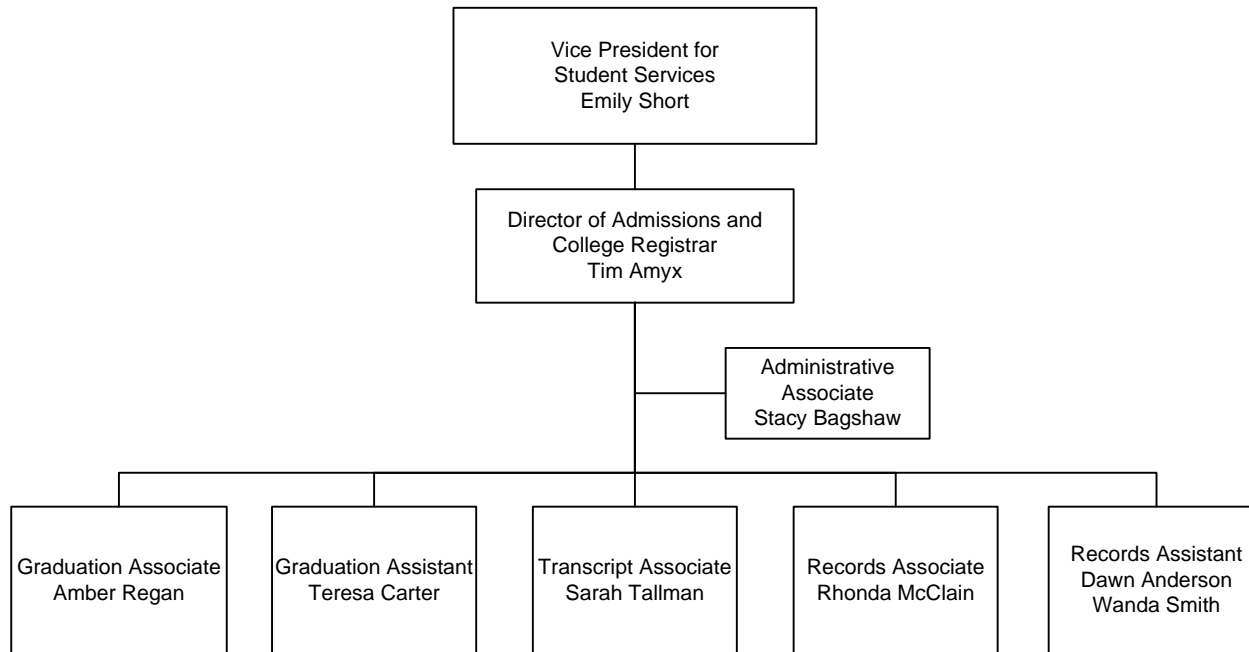 Vice President for
Student Services
Emily Short
Director of Admissions and
College Registrar
Tim Amyx
Administrative
Associate
Stacy Bagshaw
Graduation Associate
Amber Regan
Graduation Assistant
Teresa Carter
Transcript Associate
Sarah Tallman
Records Associate
Rhonda McClain
Records Assistant
Dawn Anderson
Wanda Smith